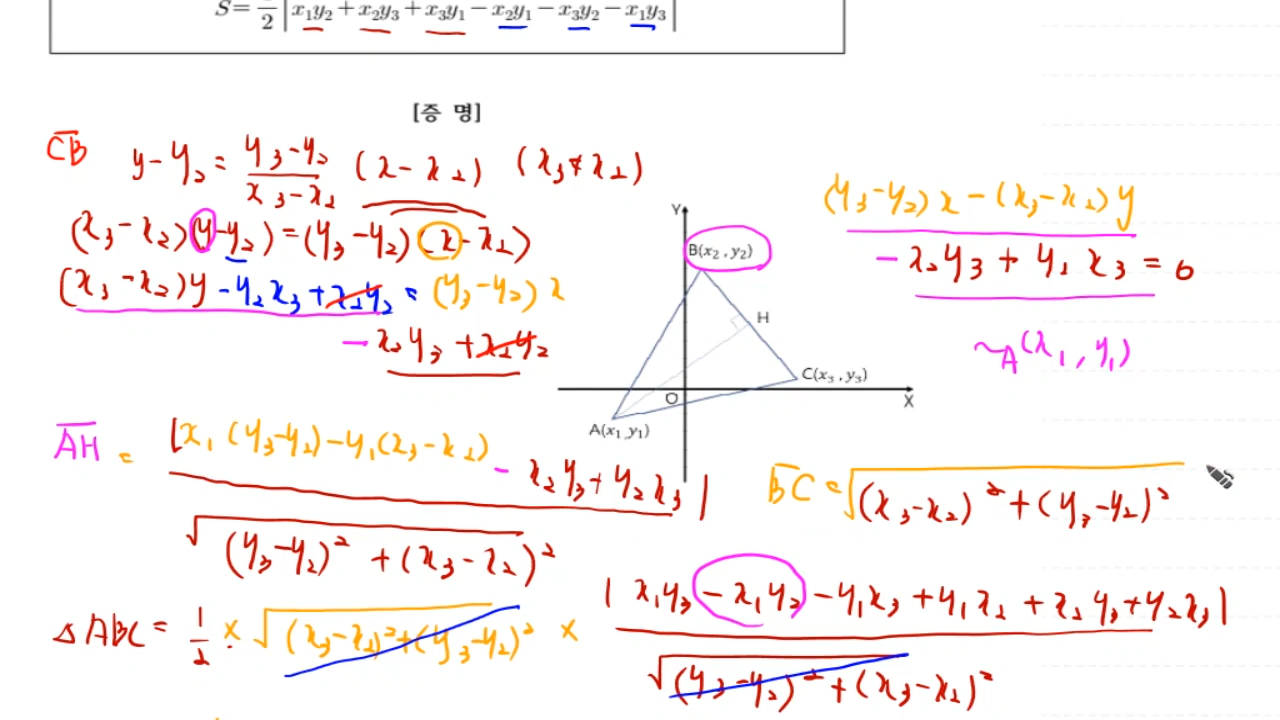 S= 1/2 |x₁y₂+x₂y₃+x₃y₁−x₂y₁−x₃y₂−x₁y₃|
[증 명]
C̅B̅ y−y₂ = (y₃−y₂)/(x₃−x₂) (x−x₂) (x₃≠x₂)
(x₃−x₂)(y−y₂)=(y₃−y₂)(x−x₂)
(x₃−x₂)y−y₂x₃+x₂y₂ = (y₃−y₂)x
−x₂y₃+x₂y₂
(y₃−y₂)x−(x₃−x₂)y
−x₂y₃+y₂x₃=0
~A(x₁, y₁)
Y
B(x₂, y₂)
H
C(x₃, y₃)
O
X
A(x₁, y₁)
A̅H̅ = |x₁(y₃−y₂)−y₁(x₃−x₂)−x₂y₃+y₂x₃|
√(y₃−y₂)²+(x₃−x₂)²
B̅C̅=√(x₃−x₂)²+(y₃−y₂)²
△ABC= 1/2 × √(x₃−x₂)²+(y₃−y₂)² × |x₁y₃−x₁y₂−y₁x₃+y₁x₂+x₂y₃+y₂x₃|
√(y₃−y₂)²+(x₃−x₂)²